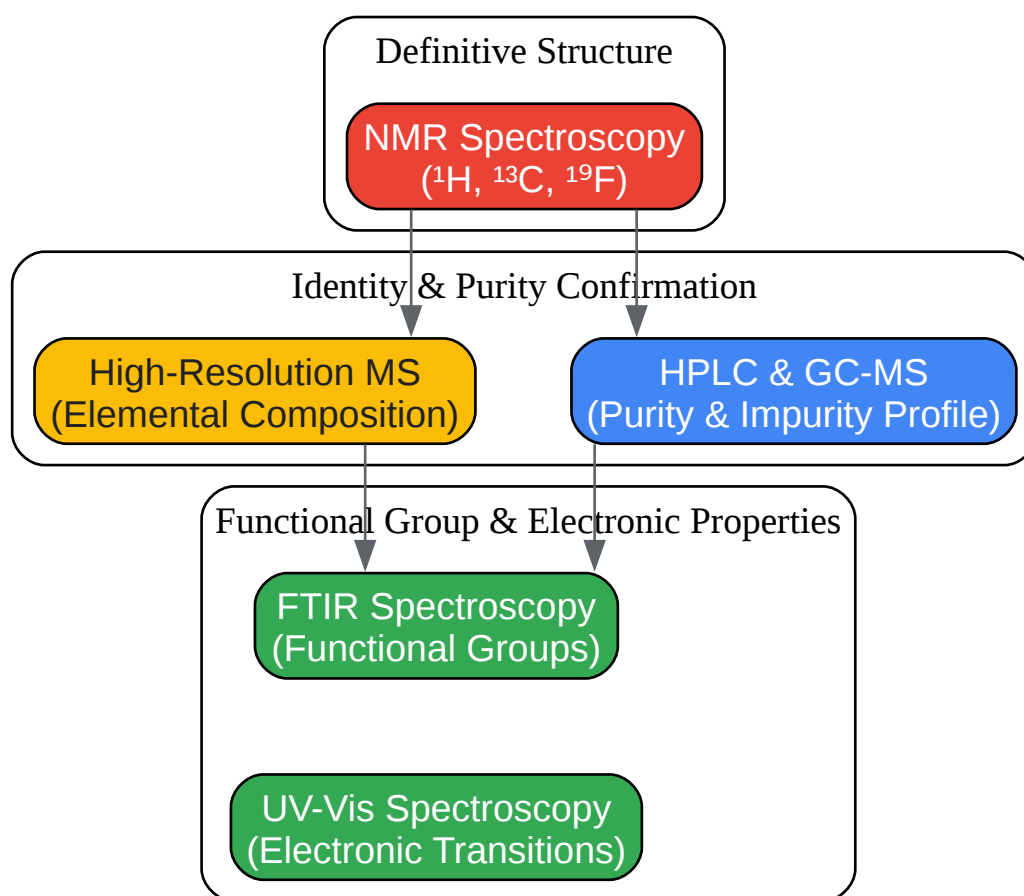 Definitive Structure
NMR Spectroscopy
(¹H, ¹³C, ¹⁹F)
Identity & Purity Confirmation
High-Resolution MS
(Elemental Composition)
HPLC & GC-MS
(Purity & Impurity Profile)
Functional Group & Electronic Properties
FTIR Spectroscopy
(Functional Groups)
UV-Vis Spectroscopy
(Electronic Transitions)